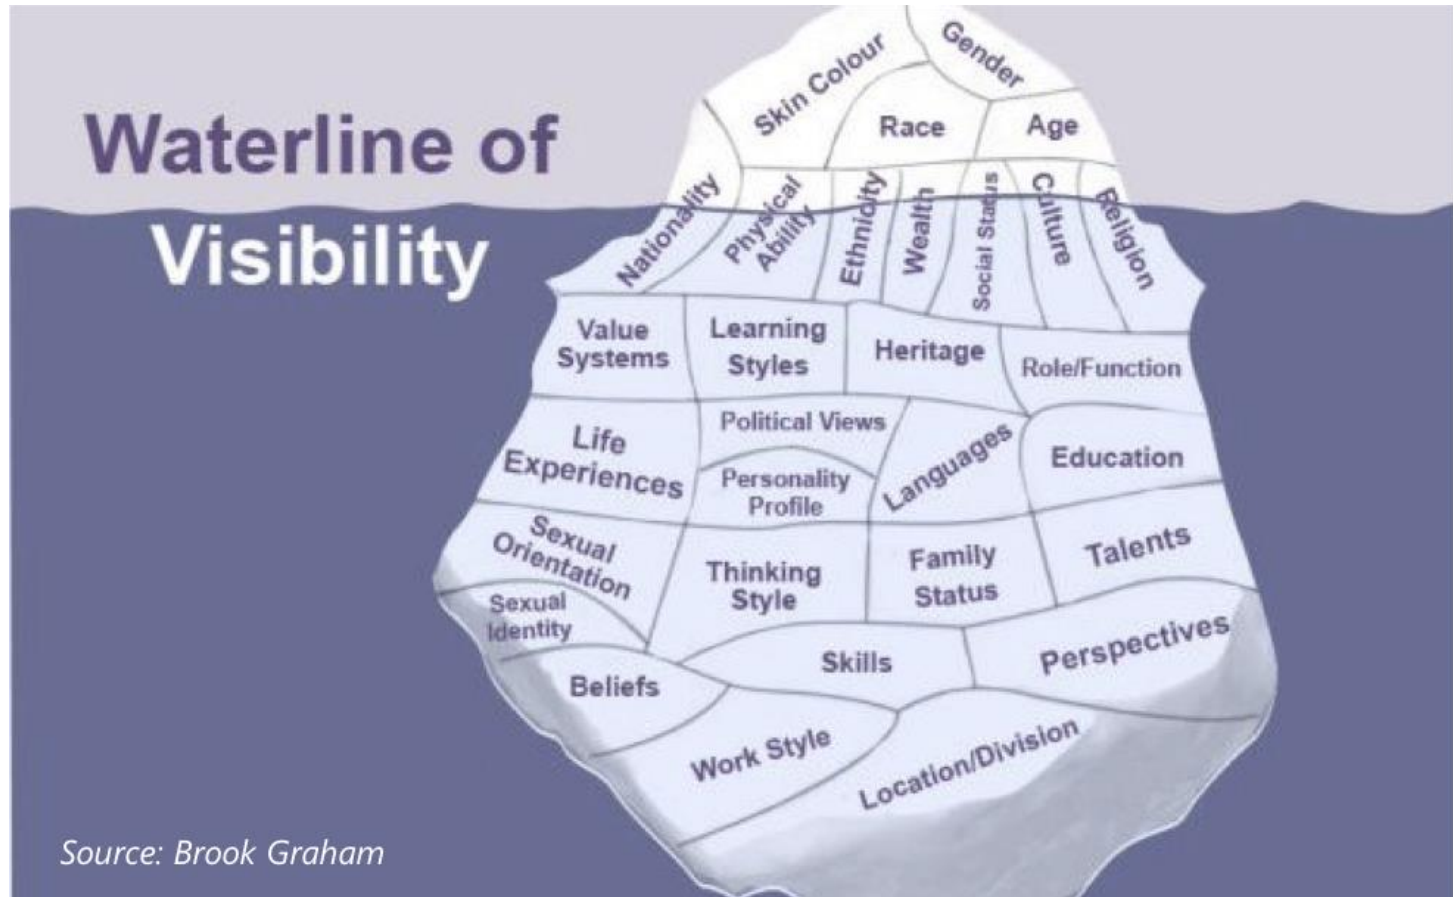 Waterline of
Visibility
Skin Colour
Gender
Race
Age
Nationality
Physical
Ability
Ethnicity
Wealth
Social Status
Culture
Religion
Value
Systems
Learning
Styles
Heritage
Role/Function
Life
Experiences
Political Views
Personality
Profile
Languages
Education
Sexual
Orientation
Sexual
Identity
Thinking
Style
Family
Status
Talents
Beliefs
Skills
Perspectives
Work Style
Location/Division
Source: Brook Graham